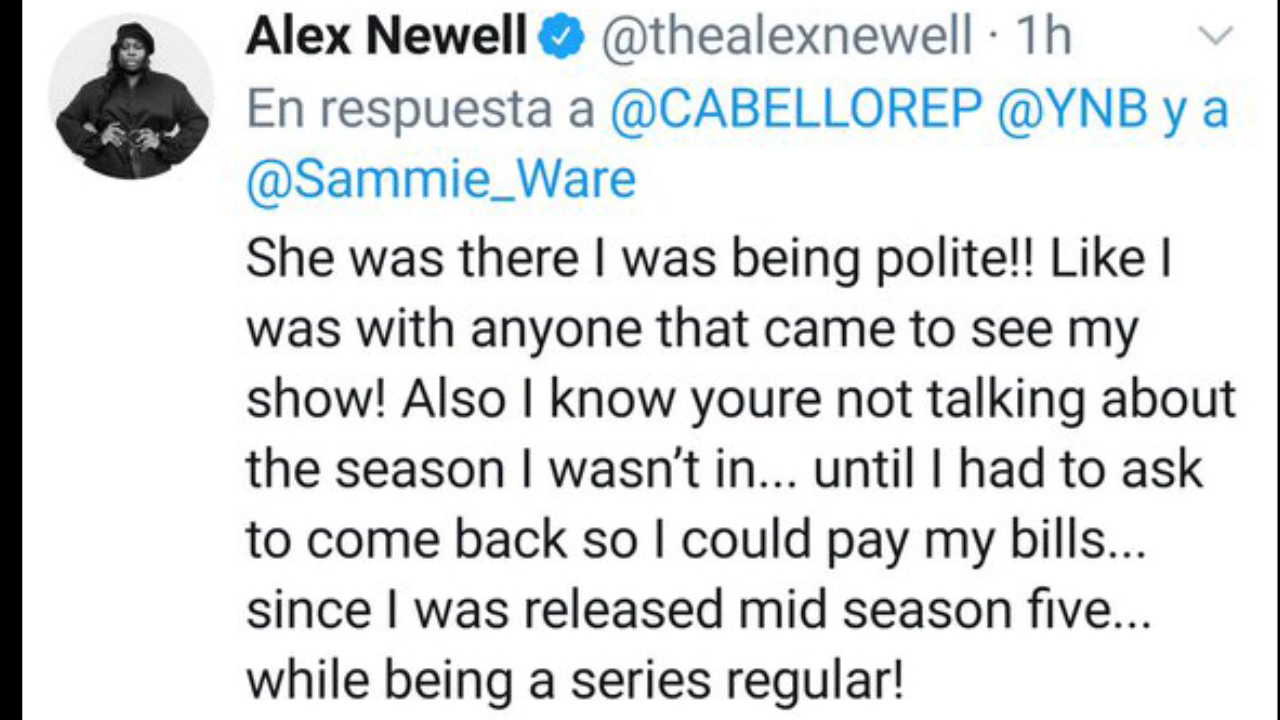 Alex Newell @thealexnewell · 1h
En respuesta a @CABELLOREP @YNB y a
@Sammie_Ware
She was there I was being polite!! Like I
was with anyone that came to see my
show! Also I know youre not talking about
the season I wasn’t in... until I had to ask
to come back so I could pay my bills...
since I was released mid season five...
while being a series regular!